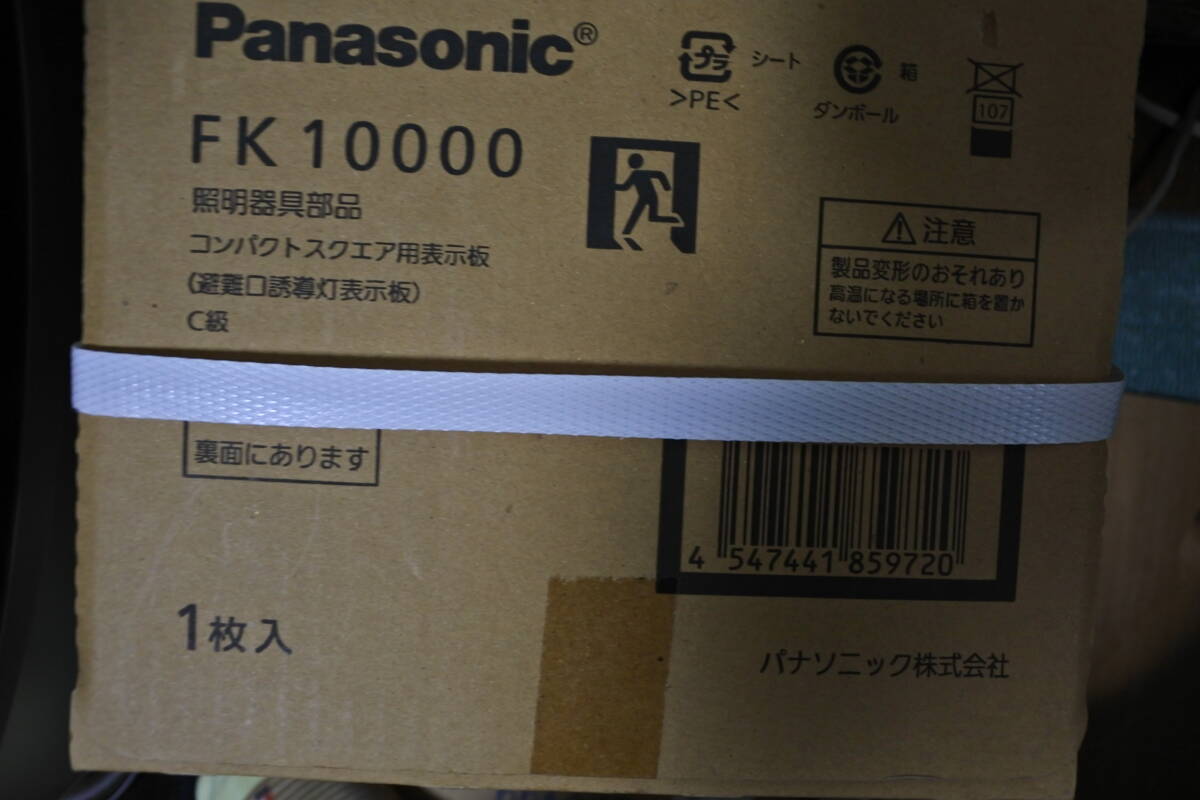 Panasonic®
FK10000
照明器具部品
コンパクトスクエア用表示板
(避難口誘導灯表示板)
C級
プラ シート
>PE<
箱
ダンボール
107
注意
製品変形のおそれあり
高温になる場所に箱を置か
ないでください
裏面にあります
4 547441 859720
1枚入
パナソニック株式会社